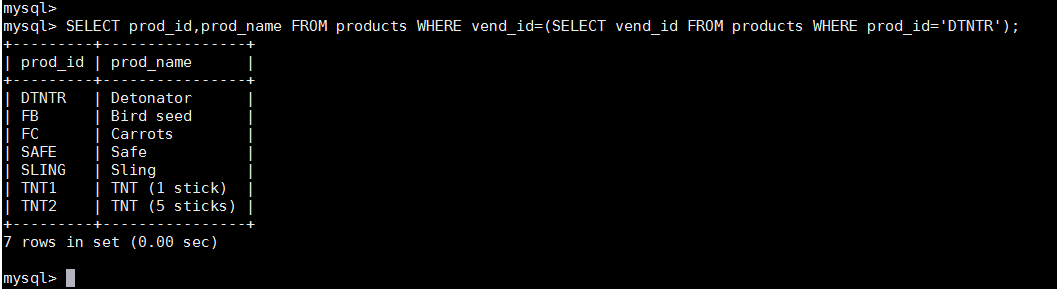 mysql>
mysql> SELECT prod_id,prod_name FROM products WHERE vend_id=(SELECT vend_id FROM products WHERE prod_id='DTNTR');
+---------+----------------+
| prod_id | prod_name      |
+---------+----------------+
| DTNTR   | Detonator      |
| FB      | Bird seed      |
| FC      | Carrots        |
| SAFE    | Safe           |
| SLING   | Sling          |
| TNT1    | TNT (1 stick)  |
| TNT2    | TNT (5 sticks) |
+---------+----------------+
7 rows in set (0.00 sec)
mysql>